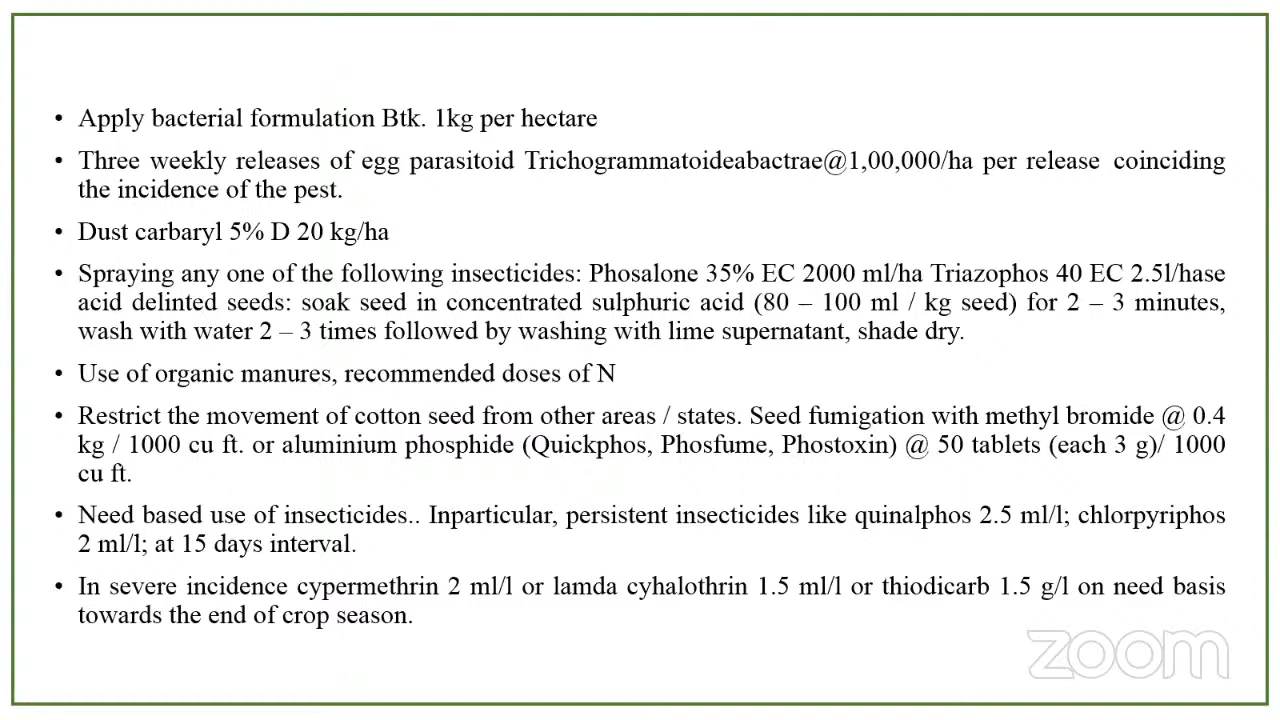 • Apply bacterial formulation Btk. 1kg per hectare
• Three weekly releases of egg parasitoid Trichogrammatoideabactrae@1,00,000/ha per release coinciding
the incidence of the pest.
• Dust carbaryl 5% D 20 kg/ha
• Spraying any one of the following insecticides: Phosalone 35% EC 2000 ml/ha Triazophos 40 EC 2.5l/hase
acid delinted seeds: soak seed in concentrated sulphuric acid (80 – 100 ml / kg seed) for 2 – 3 minutes,
wash with water 2 – 3 times followed by washing with lime supernatant, shade dry.
• Use of organic manures, recommended doses of N
• Restrict the movement of cotton seed from other areas / states. Seed fumigation with methyl bromide @ 0.4
kg / 1000 cu ft. or aluminium phosphide (Quickphos, Phosfume, Phostoxin) @ 50 tablets (each 3 g)/ 1000
cu ft.
• Need based use of insecticides.. Inparticular, persistent insecticides like quinalphos 2.5 ml/l; chlorpyriphos
2 ml/l; at 15 days interval.
• In severe incidence cypermethrin 2 ml/l or lamda cyhalothrin 1.5 ml/l or thiodicarb 1.5 g/l on need basis
towards the end of crop season.
zoom